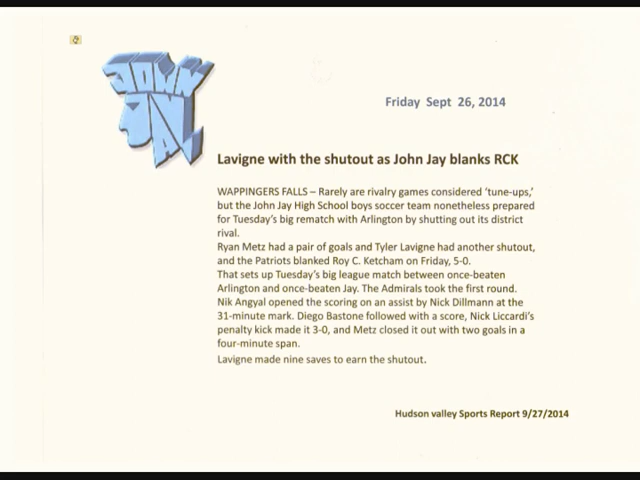 JOHN
JAY
Friday Sept 26, 2014
Lavigne with the shutout as John Jay blanks RCK
WAPPINGERS FALLS – Rarely are rivalry games considered ‘tune-ups,’
but the John Jay High School boys soccer team nonetheless prepared
for Tuesday’s big rematch with Arlington by shutting out its district
rival.
Ryan Metz had a pair of goals and Tyler Lavigne had another shutout,
and the Patriots blanked Roy C. Ketcham on Friday, 5-0.
That sets up Tuesday’s big league match between once-beaten
Arlington and once-beaten Jay. The Admirals took the first round.
Nik Angyal opened the scoring on an assist by Nick Dillmann at the
31-minute mark. Diego Bastone followed with a score, Nick Liccardi’s
penalty kick made it 3-0, and Metz closed it out with two goals in a
four-minute span.
Lavigne made nine saves to earn the shutout.
Hudson valley Sports Report 9/27/2014